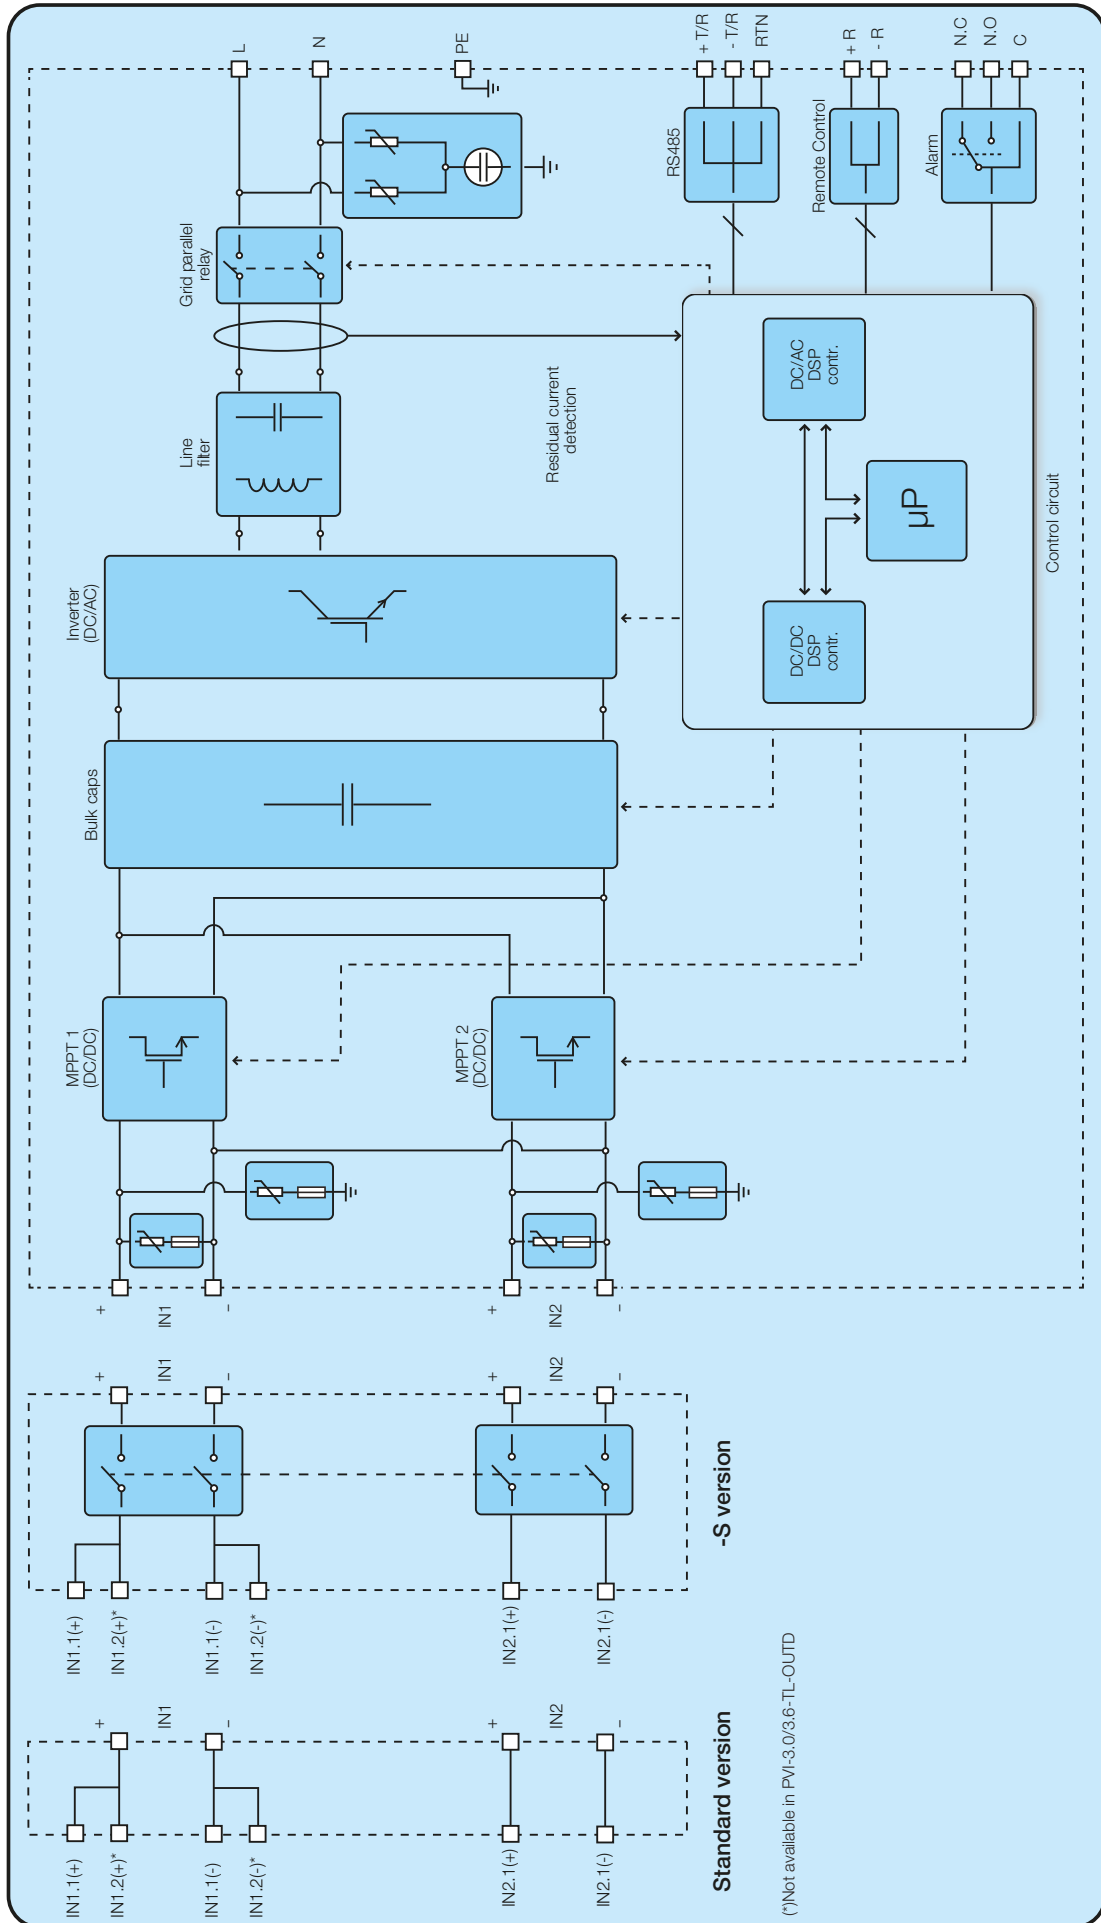 L
N
PE
+ T/R
- T/R
RTN
+ R
- R
N.C
N.O
C
RS485
Remote Control
Alarm
Grid parallel
relay
Residual current
detection
Line
filter
DC/AC
DSP
contr.
µP
DC/DC
DSP
contr.
Control circuit
Inverter
(DC/AC)
Bulk caps
MPPT 1
(DC/DC)
MPPT 2
(DC/DC)
+
IN1
–
+
IN2
–
+
IN1
–
+
IN2
–
IN1.1(+)
IN1.2(+)*
IN1.1(-)
IN1.2(-)*
IN2.1(+)
IN2.1(-)
-S version
+
IN1
–
+
IN2
–
IN1.1(+)
IN1.2(+)*
IN1.1(-)
IN1.2(-)*
IN2.1(+)
IN2.1(-)
Standard version
(*)Not available in PVI-3.0/3.6-TL-OUTD